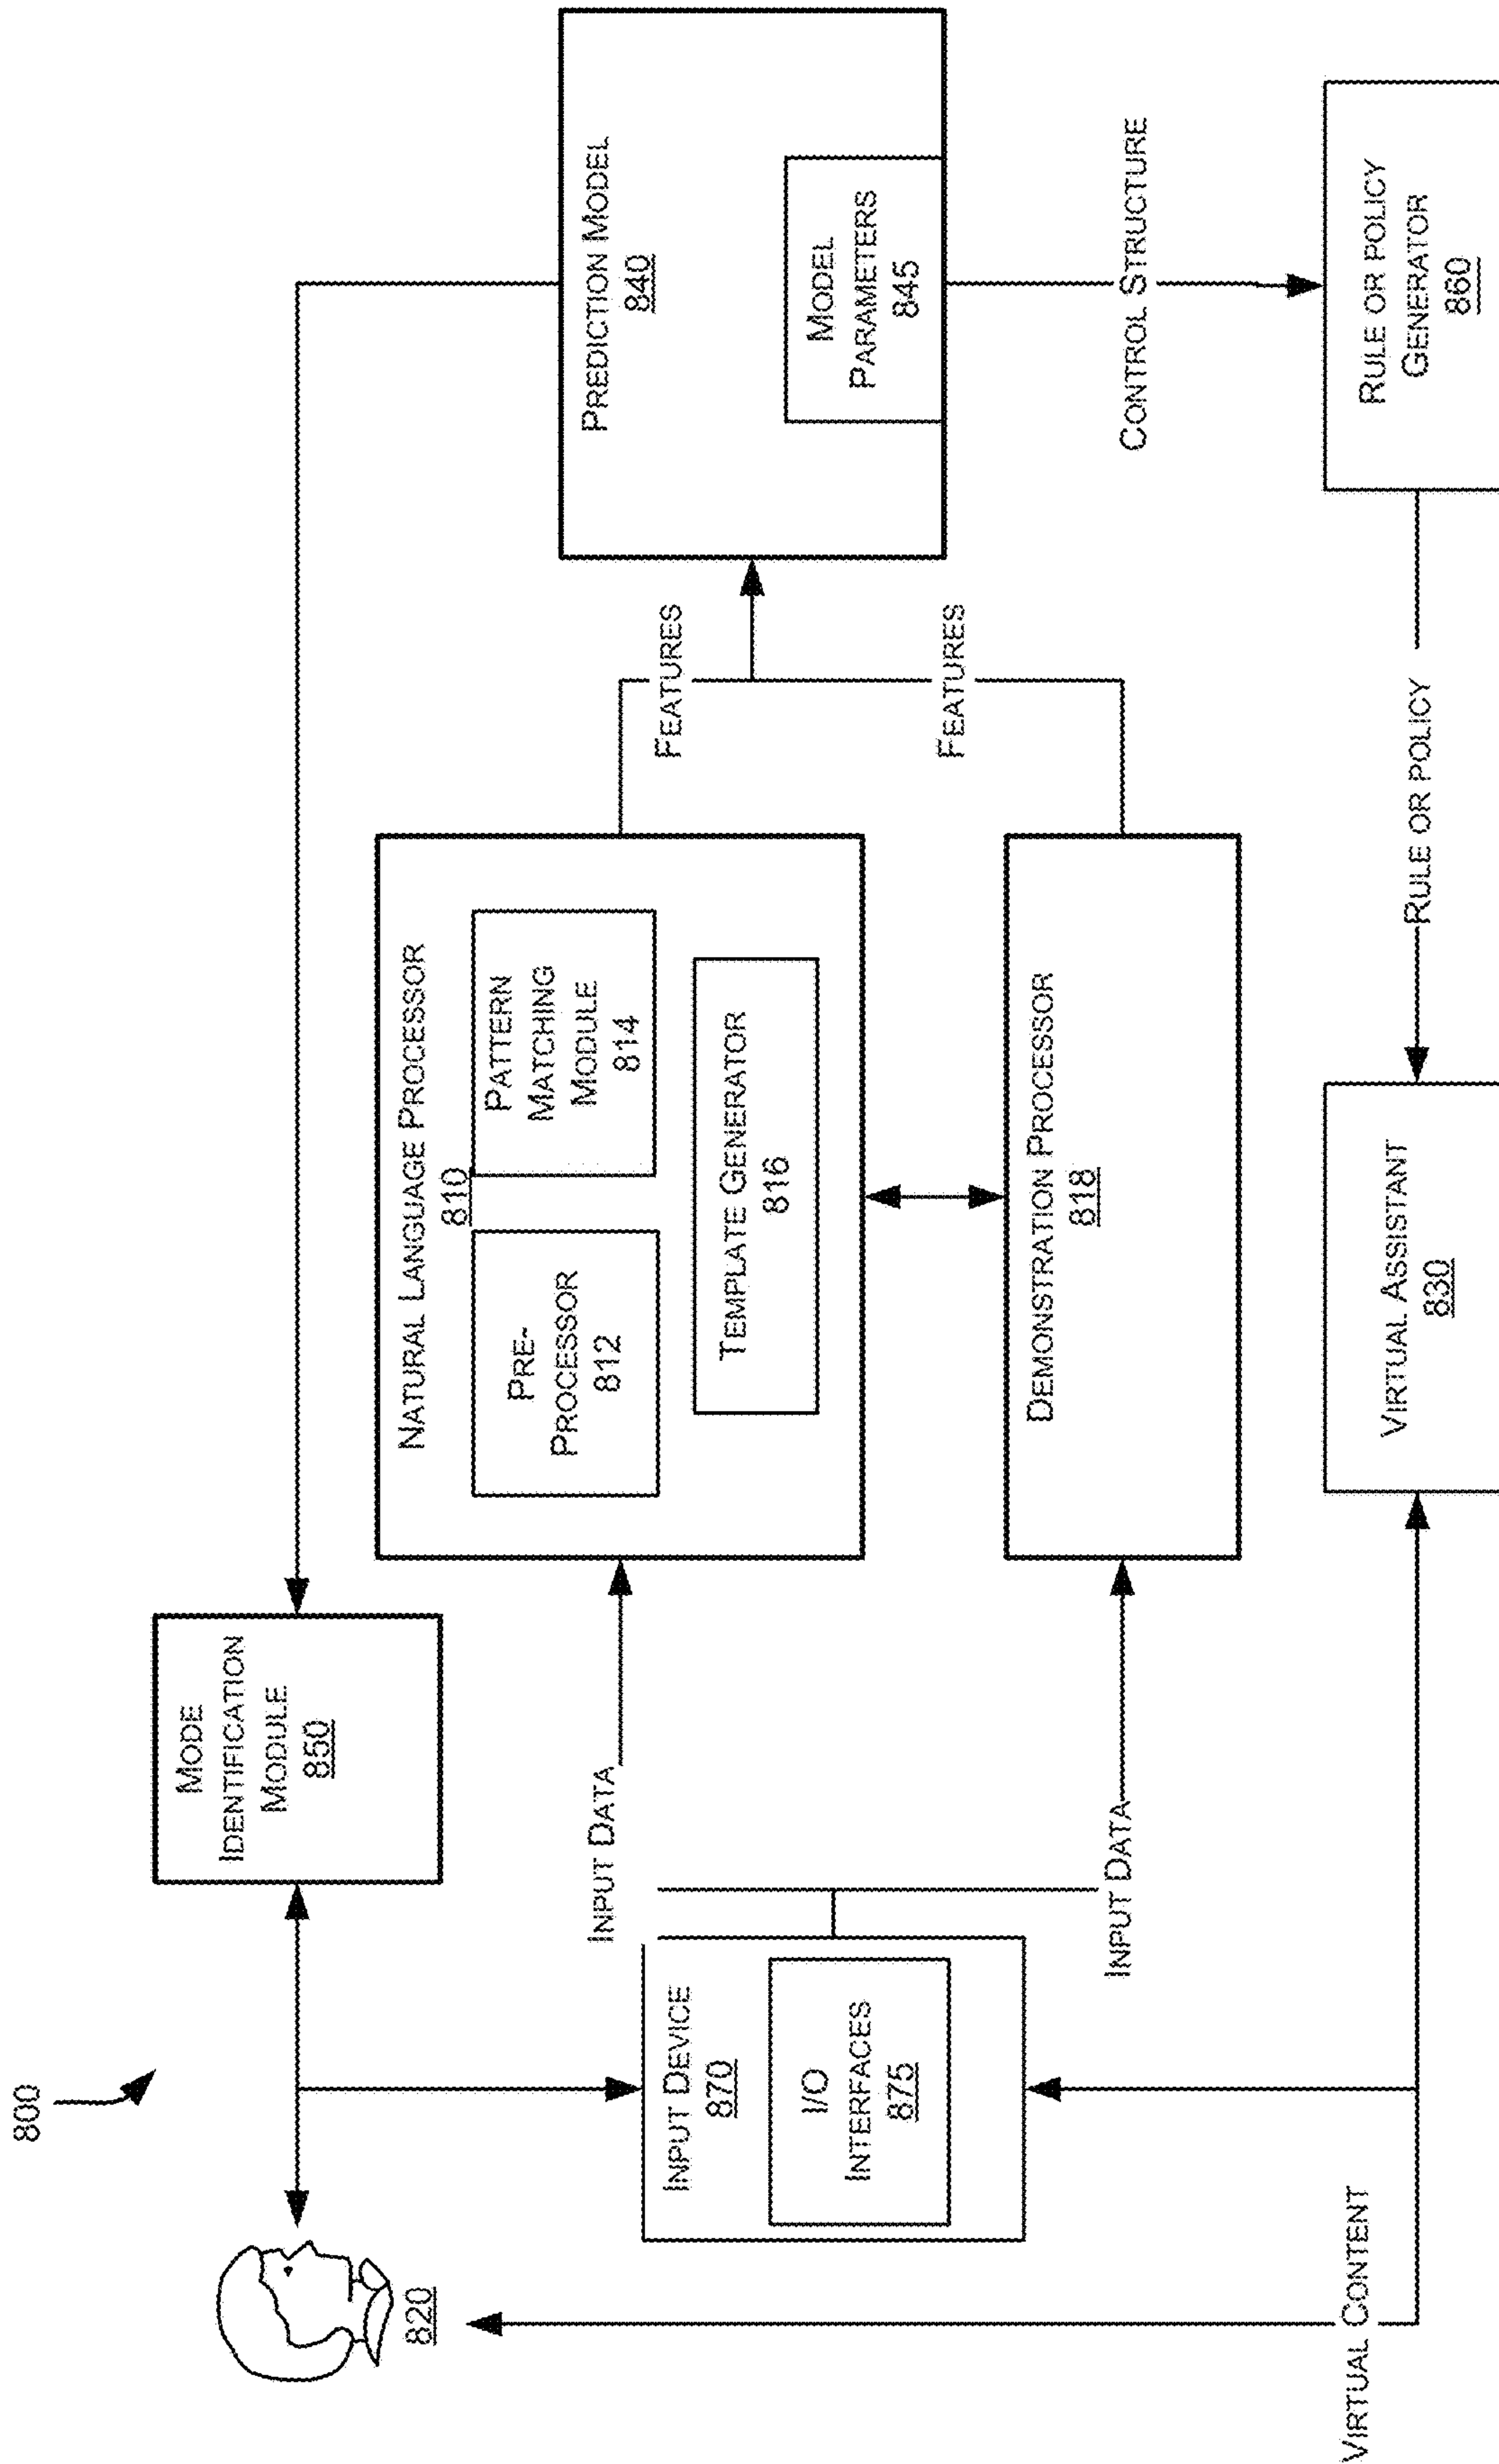 800
820
MODE
IDENTIFICATION
MODULE
850
INPUT DEVICE
870
I/O
INTERFACES
875
INPUT DATA
INPUT DATA
NATURAL LANGUAGE PROCESSOR
810
PRE-
PROCESSOR
812
PATTERN
MATCHING
MODULE
814
TEMPLATE GENERATOR
816
DEMONSTRATION PROCESSOR
818
FEATURES
FEATURES
PREDICTION MODEL
840
MODEL
PARAMETERS
845
CONTROL STRUCTURE
VIRTUAL CONTENT
VIRTUAL ASSISTANT
830
RULE OR POLICY
RULE OR POLICY
GENERATOR
860